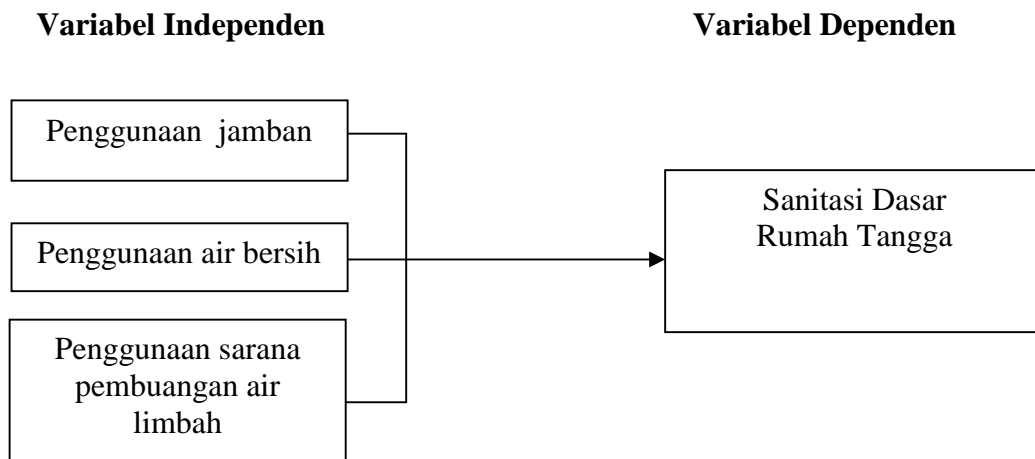 Variabel Independen
Variabel Dependen
Penggunaan jamban
Penggunaan air bersih
Penggunaan sarana
pembuangan air
limbah
Sanitasi Dasar
Rumah Tangga